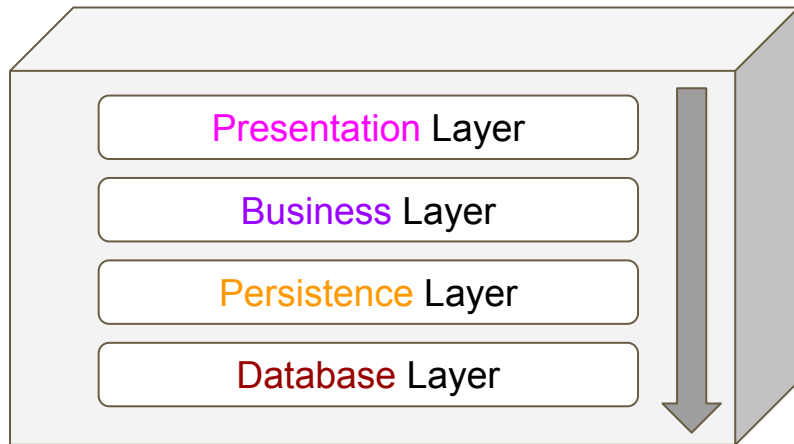 Presentation Layer
Business Layer
Persistence Layer
Database Layer